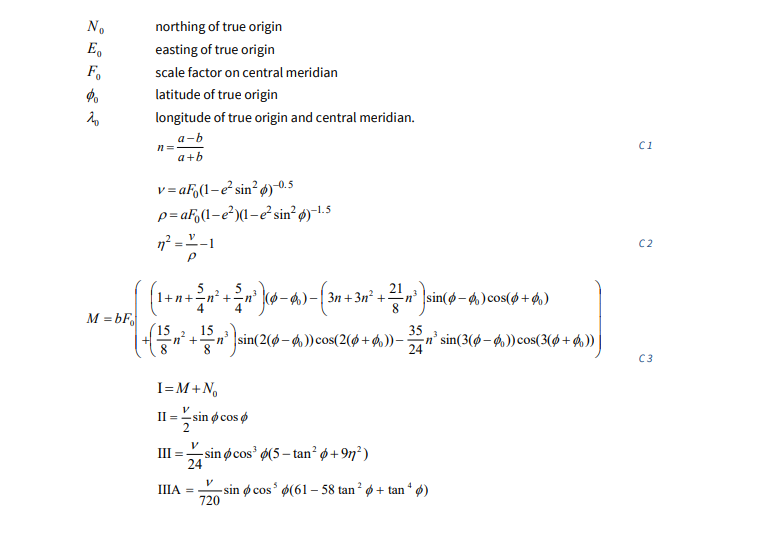 N₀ northing of true origin
E₀ easting of true origin
F₀ scale factor on central meridian
ϕ₀ latitude of true origin
λ₀ longitude of true origin and central meridian.
n = (a−b)/(a+b) C1
ν = aF₀(1−e² sin² ϕ)^−0.5
ρ = aF₀(1−e²)(1−e² sin² ϕ)^−1.5
η² = ν/ρ −1 C2
M = bF₀( (1+n+5/4 n²+5/4 n³)(ϕ−ϕ₀)−(3n+3n²+21/8 n³)sin(ϕ−ϕ₀)cos(ϕ+ϕ₀)
+(15/8 n²+15/8 n³)sin(2(ϕ−ϕ₀))cos(2(ϕ+ϕ₀))−35/24 n³ sin(3(ϕ−ϕ₀))cos(3(ϕ+ϕ₀)) ) C3
I = M + N₀
II = ν/2 sin ϕ cos ϕ
III = ν/24 sin ϕ cos³ ϕ(5 − tan² ϕ + 9η²)
IIIA = ν/720 sin ϕ cos⁵ ϕ(61 − 58 tan² ϕ + tan⁴ ϕ)